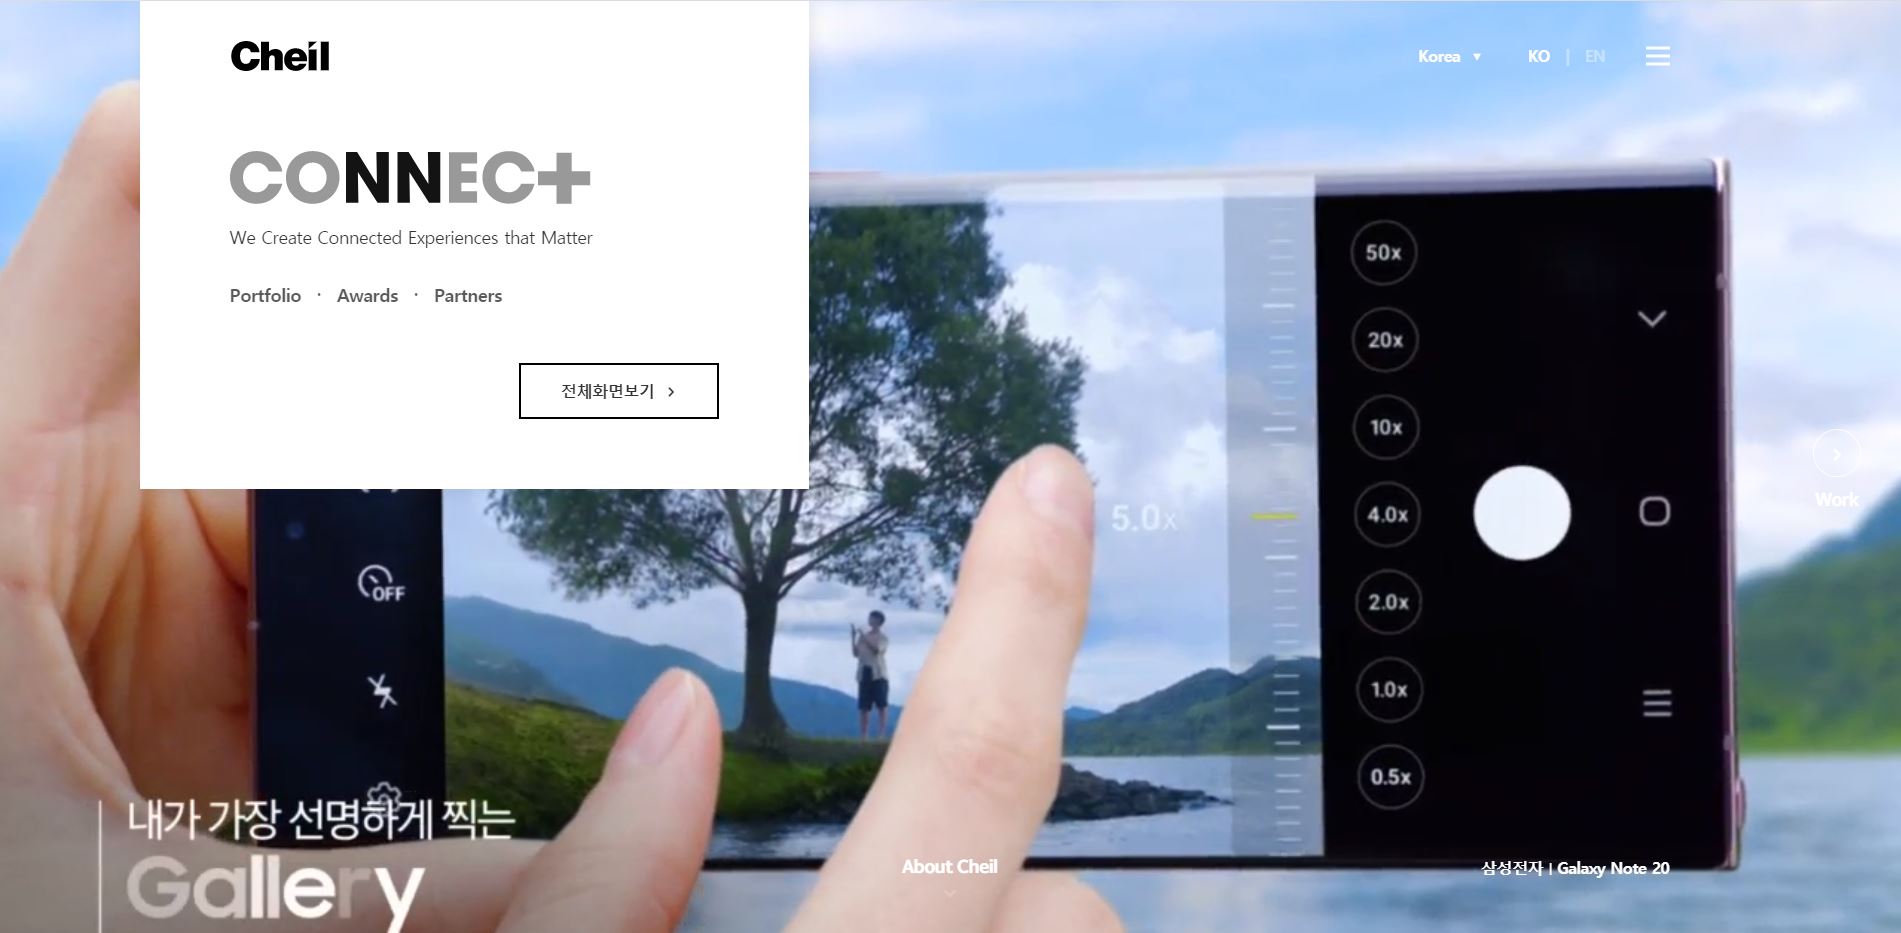 Cheil
Korea ▼ KO | EN
CONNEC+
We Create Connected Experiences that Matter
Portfolio · Awards · Partners
전체화면보기 >
50x
20x
10x
Work
5.0x
4.0x
OFF
2.0x
1.0x
0.5x
내가 가장 선명하게 찍는
Gallery
About Cheil
삼성전자 | Galaxy Note 20